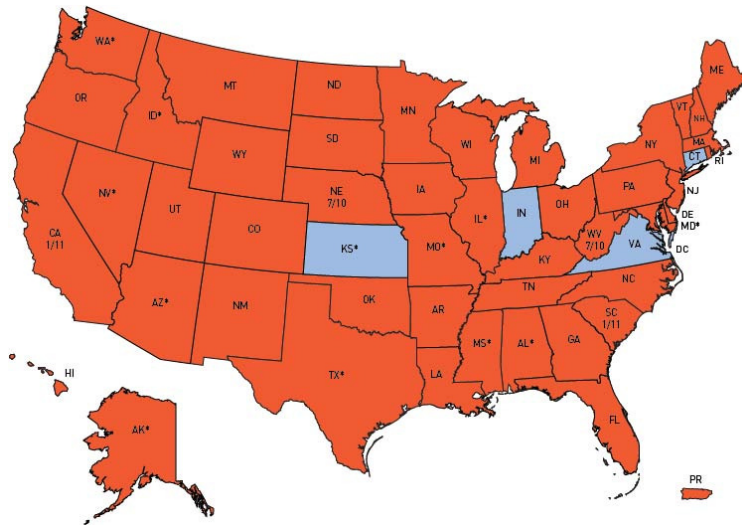 WA*
OR
ID*
MT
ND
MN
WI
MI
ME
VT
NH
NY
MA
CT
RI
WY
SD
IA
NE
7/10
NV*
UT
CO
KS*
CA
1/11
AZ*
NM
OK
MO*
IL*
IN
OH
PA
NJ
DE
MD*
DC
WV
7/10
VA
KY
TN
NC
SC
1/11
AR
MS*
AL*
GA
LA
TX*
FL
HI
AK*
PR